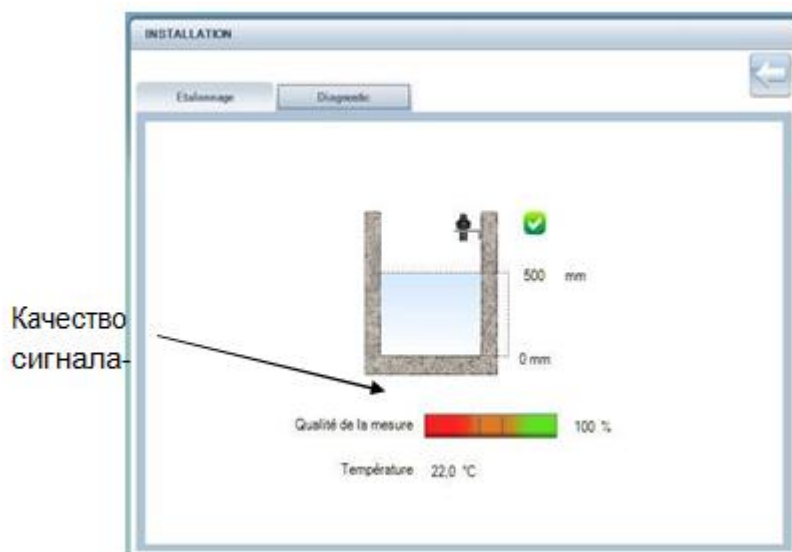 INSTALLATION
Etalonnage
Diagnostic
500 mm
0 mm
Качество
сигнала-
Qualité de la mesure 100 %
Température 22,0 °C